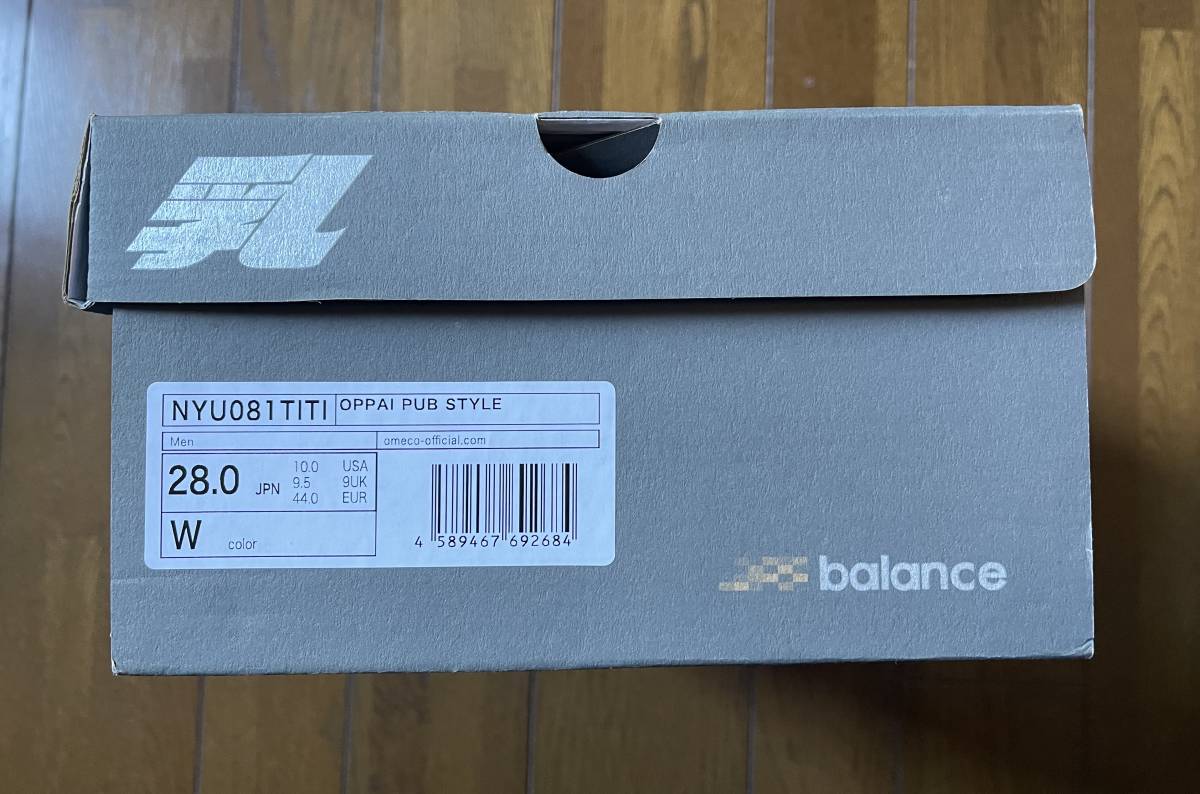 乳
NYU081TITI OPPAI PUB STYLE
Men omeco-official.com
28.0 JPN 10.0 USA
9.5 9UK
44.0 EUR
W color
4 589467 692684
balance